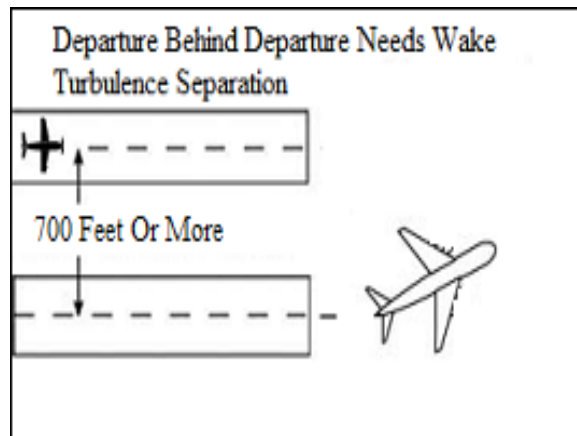 Departure Behind Departure Needs Wake
Turbulence Separation
700 Feet Or More